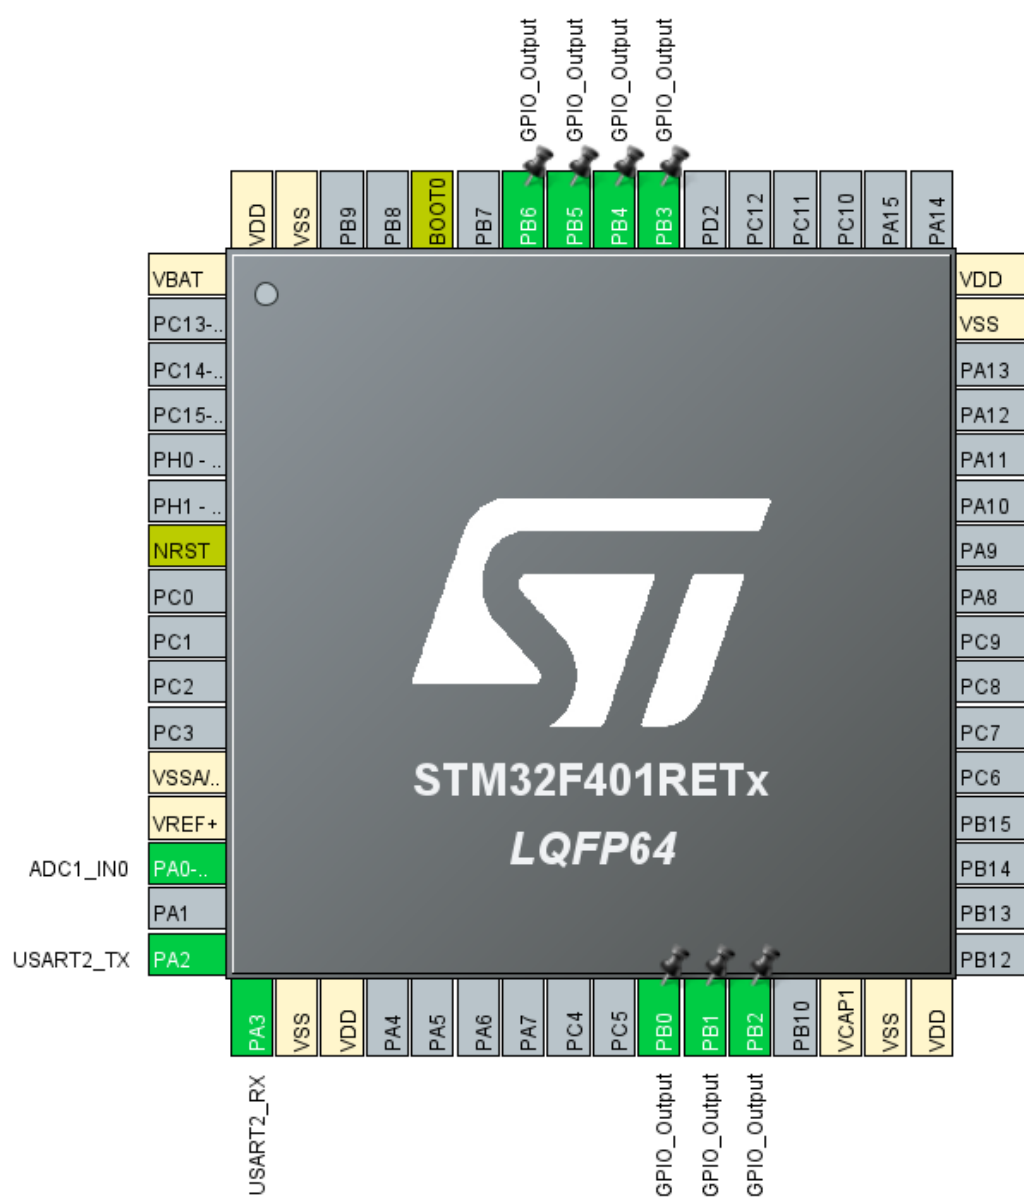 GPIO_Output
GPIO_Output
GPIO_Output
GPIO_Output
VDD
VSS
PB9
PB8
BOOT0
PB7
PB6
PB5
PB4
PB3
PD2
PC12
PC11
PC10
PA15
PA14
VBAT
PC13-..
PC14-..
PC15-..
PH0 - ..
PH1 - ..
NRST
PC0
PC1
PC2
PC3
VSSA/..
VREF+
ADC1_IN0 PA0-..
PA1
USART2_TX PA2
VDD
VSS
PA13
PA12
PA11
PA10
PA9
PA8
PC9
PC8
PC7
PC6
PB15
PB14
PB13
PB12
ST
STM32F401RETx
LQFP64
PA3
VSS
VDD
PA4
PA5
PA6
PA7
PC4
PC5
PB0
PB1
PB2
PB10
VCAP1
VSS
VDD
USART2_RX
GPIO_Output
GPIO_Output
GPIO_Output